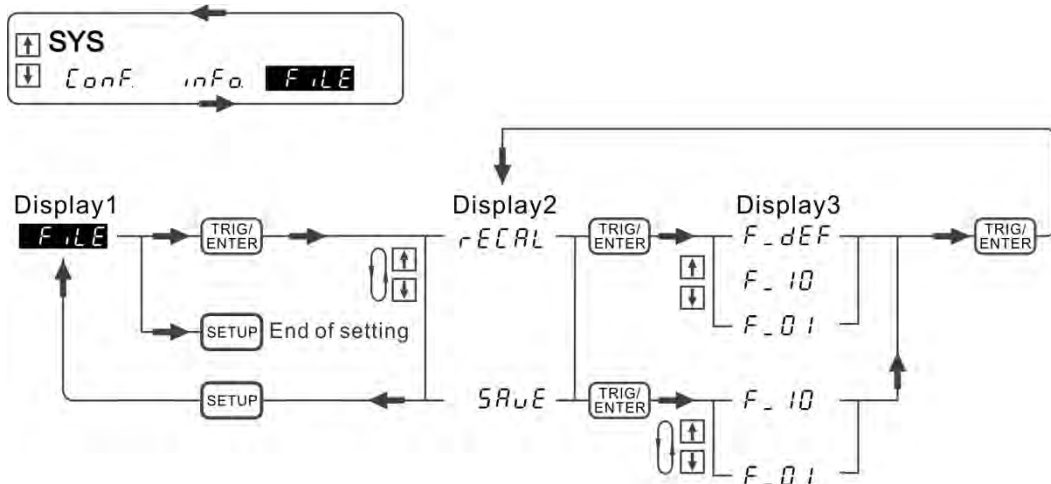 SYS
ConF. inFo. FiLE
Display1 Display2 Display3
FiLE TRIG/ENTER rECAL TRIG/ENTER F_dEF TRIG/ENTER
F_10
SETUP End of setting F_01
SETUP SAvE TRIG/ENTER F_10
F_01